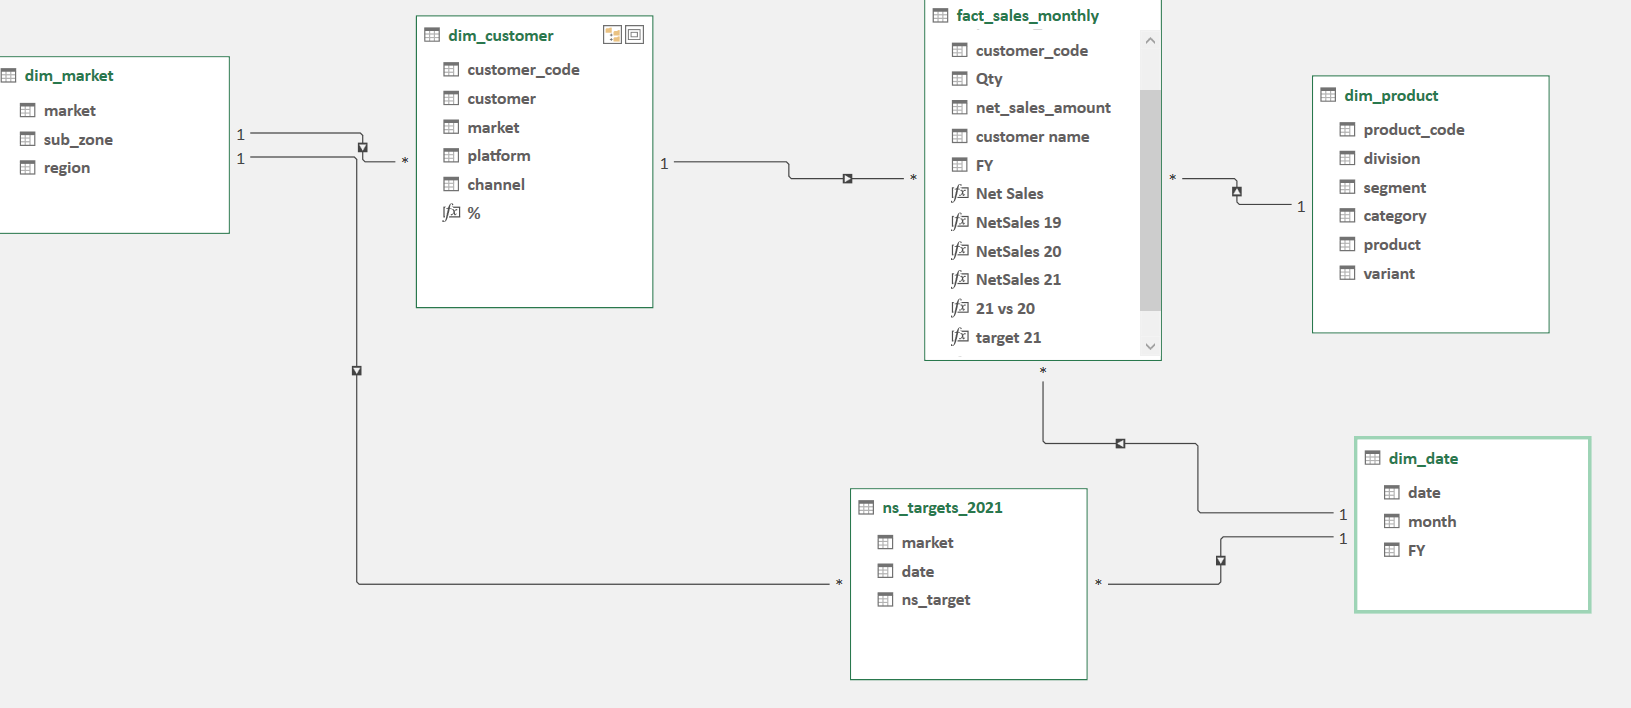 dim_market
market
sub_zone
region
1
1
*
dim_customer
customer_code
customer
market
platform
channel
%
1
*
fact_sales_monthly
customer_code
Qty
net_sales_amount
customer name
FY
Net Sales
NetSales 19
NetSales 20
NetSales 21
21 vs 20
target 21
*
1
dim_product
product_code
division
segment
category
product
variant
*
1
1
dim_date
date
month
FY
*
ns_targets_2021
market
date
ns_target
*